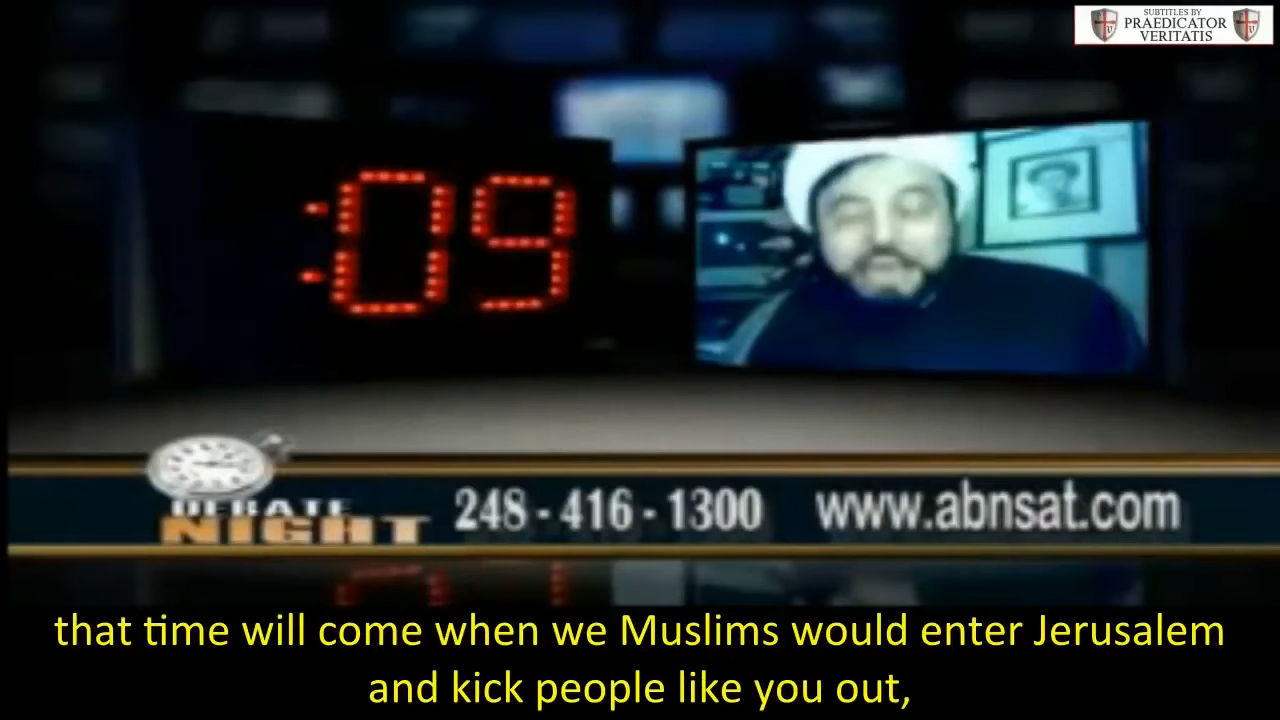 SUBTITLES BY
PRAEDICATOR
VERITATIS
:09
DEBATE
NIGHT
248 - 416 - 1300
www.abnsat.com
that time will come when we Muslims would enter Jerusalem
and kick people like you out,